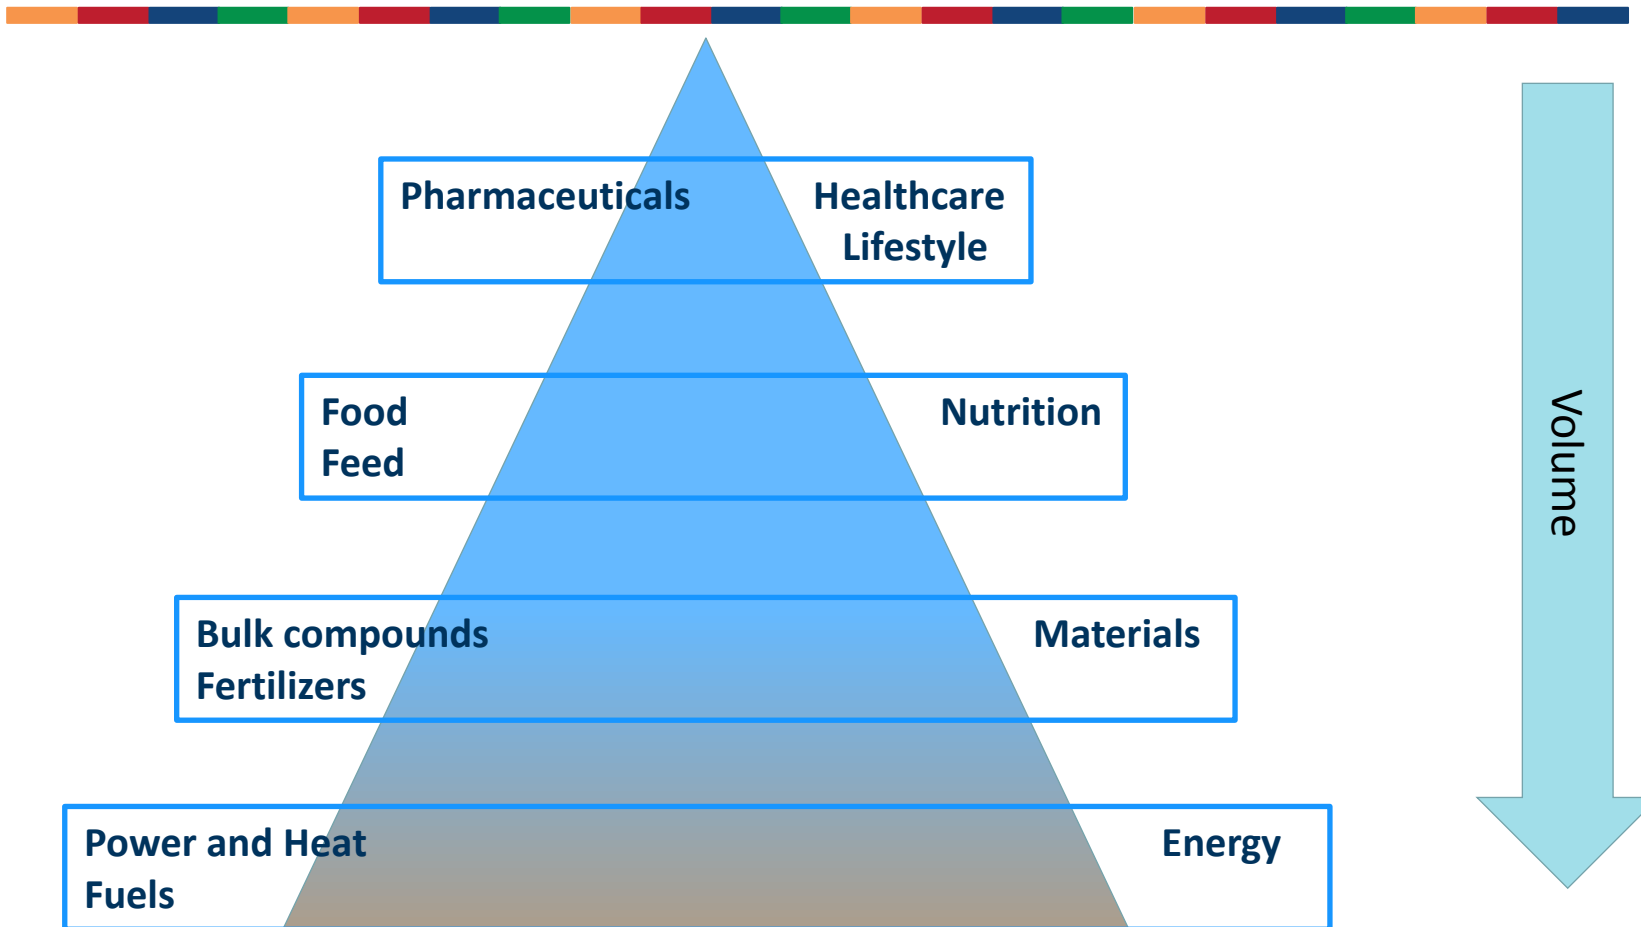 Pharmaceuticals
Healthcare
Lifestyle
Food
Feed
Nutrition
Bulk compounds
Fertilizers
Materials
Power and Heat
Fuels
Energy
Volume